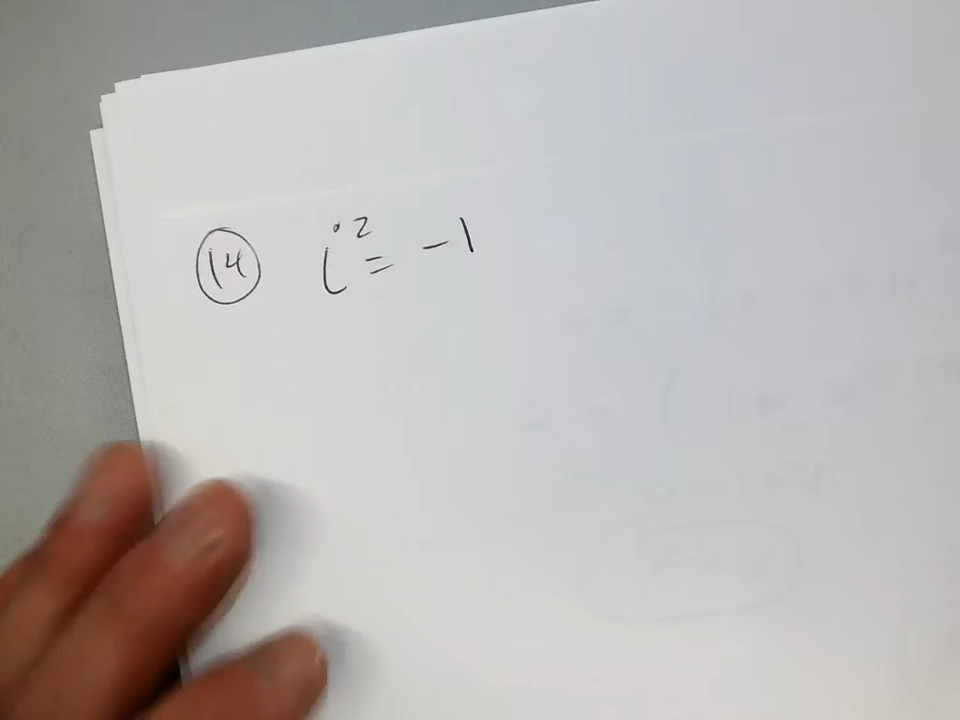 14 i² = -1